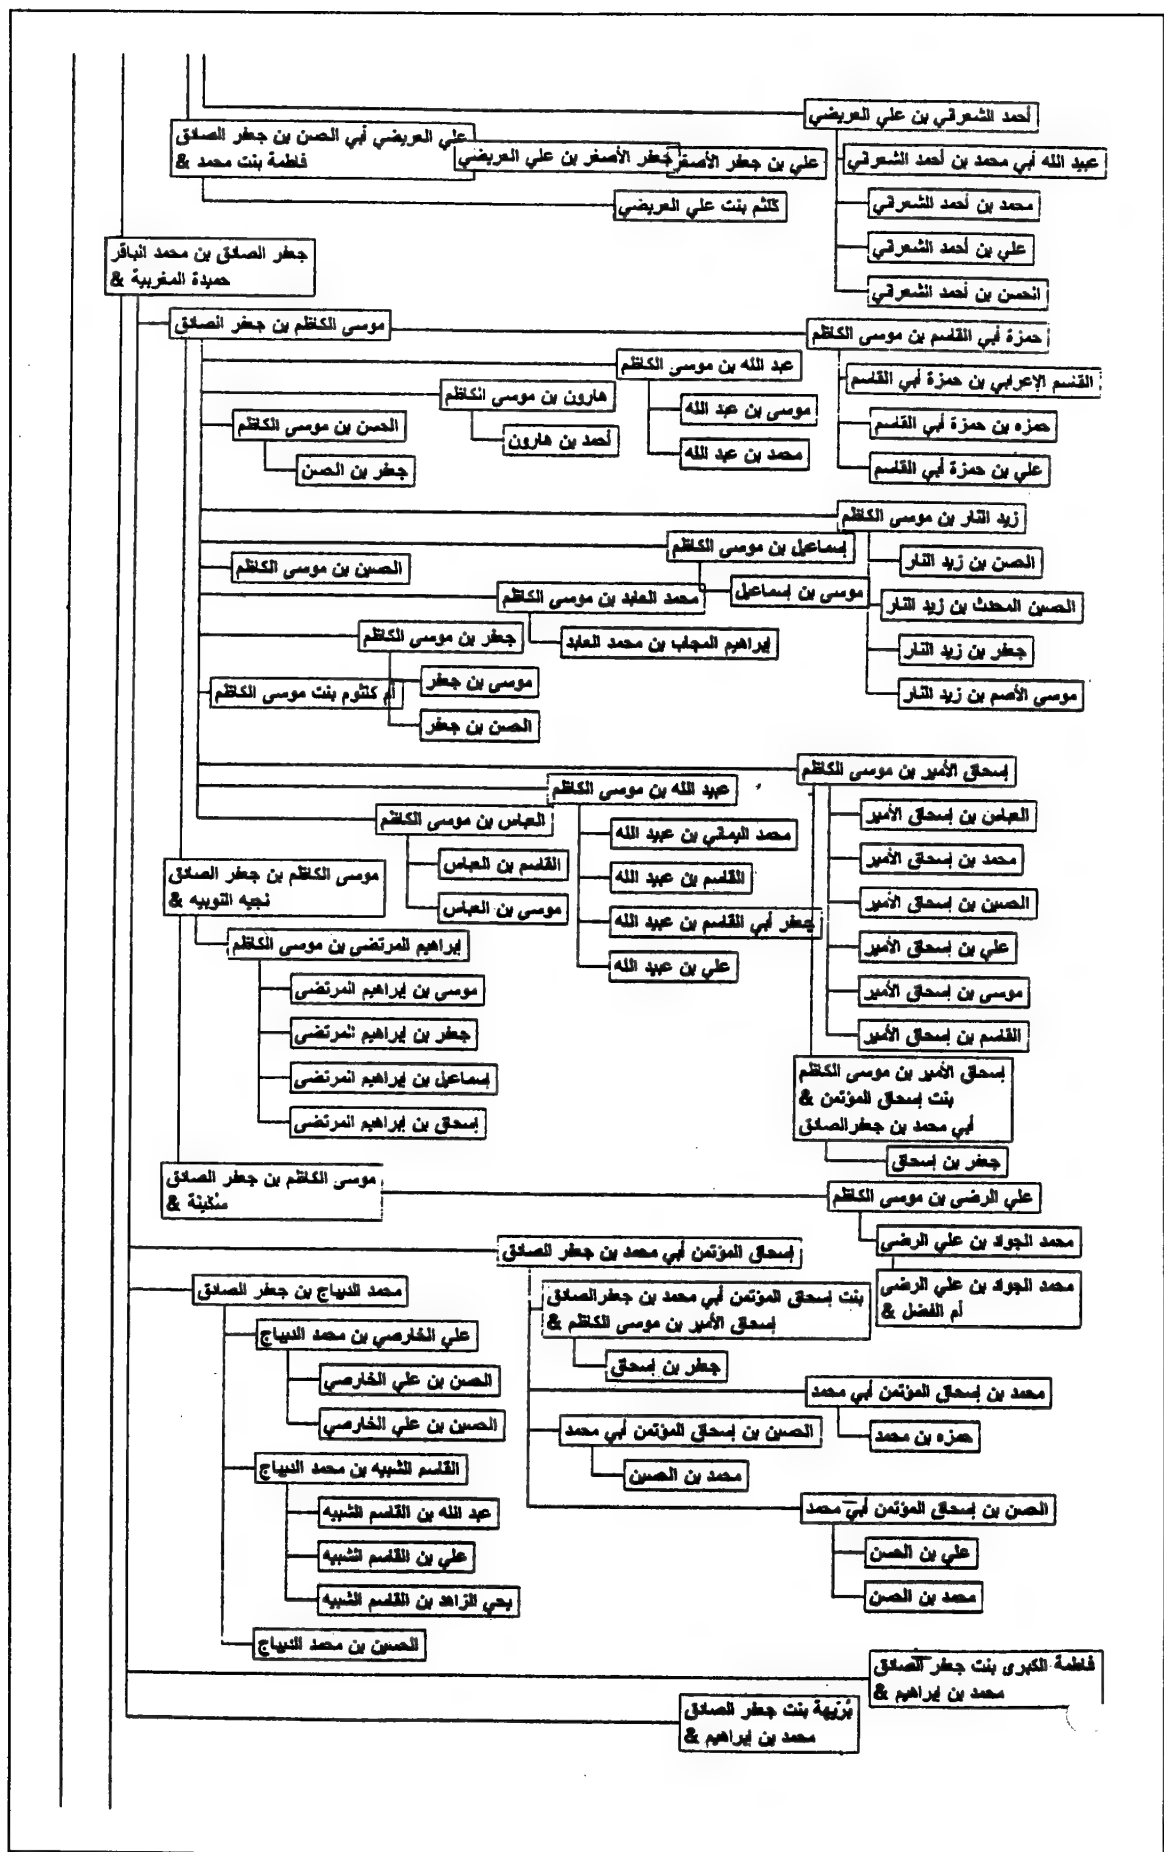 أحمد الشعراني بن علي العريضي
علي العريضي أبي الحسن بن جعفر الصادق
فاطمة بنت محمد &
جعفر الأصغر بن علي العريضي
علي بن جعفر الأصغر
عبيد الله أبي محمد بن أحمد الشعراني
محمد بن أحمد الشعراني
كلثم بنت علي العريضي
علي بن أحمد الشعراني
جعفر الصادق بن محمد الباقر
حميدة المغربية &
الحسن بن أحمد الشعراني
موسى الكاظم بن جعفر الصادق
حمزة أبي القاسم بن موسى الكاظم
عبد الله بن موسى الكاظم
القسم الإعرابي بن حمزة أبي القاسم
هارون بن موسى الكاظم
موسى بن عبد الله
حمزه بن حمزة أبي القاسم
الحسن بن موسى الكاظم
أحمد بن هارون
محمد بن عبد الله
علي بن حمزة أبي القاسم
جعفر بن الحسن
زيد النار بن موسى الكاظم
إسماعيل بن موسى الكاظم
الحسن بن زيد النار
الحسين بن موسى الكاظم
موسى بن إسماعيل
محمد العابد بن موسى الكاظم
الحسين المحدث بن زيد النار
جعفر بن موسى الكاظم
إبراهيم المجاب بن محمد العابد
جعفر بن زيد النار
موسى بن جعفر
أم كلثوم بنت موسى الكاظم
موسى الأصم بن زيد النار
الحسن بن جعفر
إسحاق الأمير بن موسى الكاظم
عبيد الله بن موسى الكاظم
العباس بن إسحاق الأمير
العباس بن موسى الكاظم
محمد اليماني بن عبيد الله
القاسم بن العباس
محمد بن إسحاق الأمير
موسى الكاظم بن جعفر الصادق
نجيه النوبيه &
القاسم بن عبيد الله
موسى بن العباس
الحسين بن إسحاق الأمير
جعفر أبي القاسم بن عبيد الله
إبراهيم المرتضى بن موسى الكاظم
علي بن إسحاق الأمير
علي بن عبيد الله
موسى بن إبراهيم المرتضى
موسى بن إسحاق الأمير
جعفر بن إبراهيم المرتضى
القاسم بن إسحاق الأمير
إسماعيل بن إبراهيم المرتضى
إسحاق الأمير بن موسى الكاظم
بنت إسحاق المؤتمن &
أبي محمد بن جعفر الصادق
إسحاق بن إبراهيم المرتضى
جعفر بن إسحاق
موسى الكاظم بن جعفر الصادق
سكينة &
علي الرضى بن موسى الكاظم
محمد الجواد بن علي الرضى
إسحاق المؤتمن أبي محمد بن جعفر الصادق
محمد الجواد بن علي الرضى
أم الفضل &
محمد الديباج بن جعفر الصادق
بنت إسحاق المؤتمن أبي محمد بن جعفر الصادق
إسحاق الأمير بن موسى الكاظم &
علي الخارصي بن محمد الديباج
جعفر بن إسحاق
الحسن بن علي الخارصي
محمد بن إسحاق المؤتمن أبي محمد
الحسين بن علي الخارصي
الحسين بن إسحاق المؤتمن أبي محمد
حمزه بن محمد
القاسم الشبيه بن محمد الديباج
محمد بن الحسين
عبد الله بن القاسم الشبيه
الحسن بن إسحاق المؤتمن أبي محمد
علي بن القاسم الشبيه
علي بن الحسن
يحي الزاهد بن القاسم الشبيه
محمد بن الحسن
الحسين بن محمد الديباج
فاطمة الكبرى بنت جعفر الصادق
محمد بن إبراهيم &
بُريهة بنت جعفر الصادق
محمد بن إبراهيم &